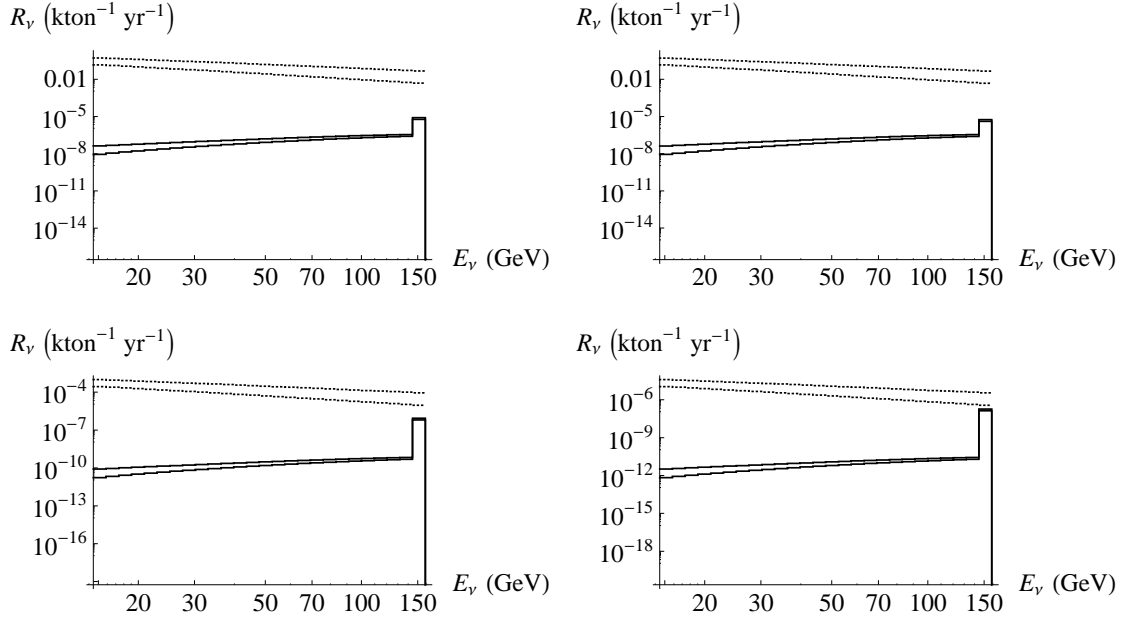 R_ν (kton⁻¹ yr⁻¹)
0.01
10⁻⁵
10⁻⁸
10⁻¹¹
10⁻¹⁴
20 30 50 70 100 150
E_ν (GeV)
R_ν (kton⁻¹ yr⁻¹)
0.01
10⁻⁵
10⁻⁸
10⁻¹¹
10⁻¹⁴
20 30 50 70 100 150
E_ν (GeV)
R_ν (kton⁻¹ yr⁻¹)
10⁻⁴
10⁻⁷
10⁻¹⁰
10⁻¹³
10⁻¹⁶
20 30 50 70 100 150
E_ν (GeV)
R_ν (kton⁻¹ yr⁻¹)
10⁻⁶
10⁻⁹
10⁻¹²
10⁻¹⁵
10⁻¹⁸
20 30 50 70 100 150
E_ν (GeV)